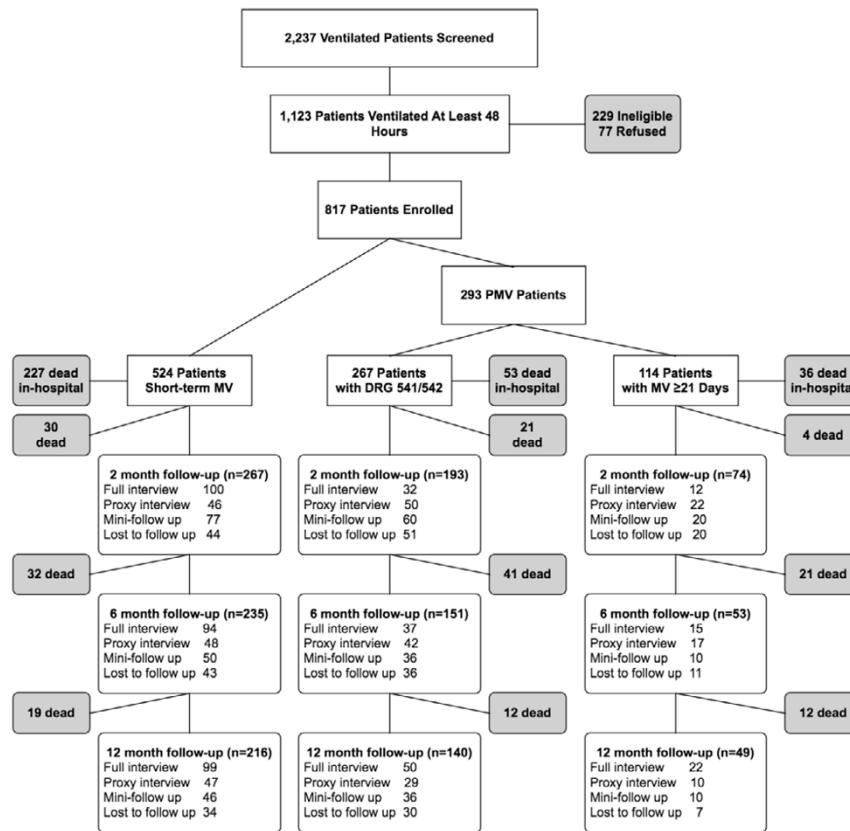 2,237 Ventilated Patients Screened
1,123 Patients Ventilated At Least 48
Hours
229 Ineligible
77 Refused
817 Patients Enrolled
293 PMV Patients
227 dead
in-hospital
524 Patients
Short-term MV
267 Patients
with DRG 541/542
53 dead
in-hospital
114 Patients
with MV ≥21 Days
36 dead
in-hospital
30
dead
21
dead
4 dead
2 month follow-up (n=267)
Full interview 100
Proxy interview 46
Mini-follow up 77
Lost to follow up 44
2 month follow-up (n=193)
Full interview 32
Proxy interview 50
Mini-follow up 60
Lost to follow up 51
2 month follow-up (n=74)
Full interview 12
Proxy interview 22
Mini-follow up 20
Lost to follow up 20
32 dead
41 dead
21 dead
6 month follow-up (n=235)
Full interview 94
Proxy interview 48
Mini-follow up 50
Lost to follow up 43
6 month follow-up (n=151)
Full interview 37
Proxy interview 42
Mini-follow up 36
Lost to follow up 36
6 month follow-up (n=53)
Full interview 15
Proxy interview 17
Mini-follow up 10
Lost to follow up 11
19 dead
12 dead
12 dead
12 month follow-up (n=216)
Full interview 99
Proxy interview 47
Mini-follow up 46
Lost to follow up 34
12 month follow-up (n=140)
Full interview 50
Proxy interview 29
Mini-follow up 36
Lost to follow up 30
12 month follow-up (n=49)
Full interview 22
Proxy interview 10
Mini-follow up 10
Lost to follow up 7